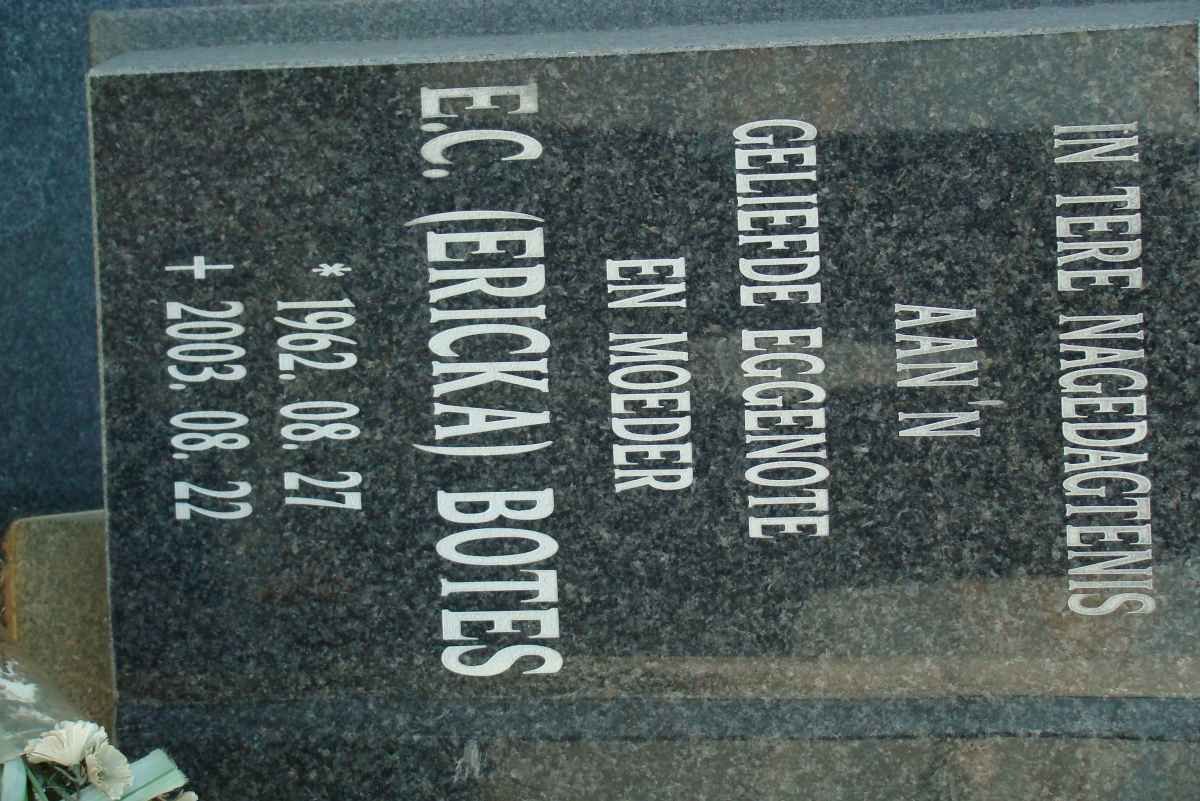 IN TERE NAGEDAGTENIS
AAN 'N
GELIEFDE EGGENOTE
EN MOEDER
E.C. (ERICKA) BOTES
* 1962. 08. 27
✝ 2003. 08. 22